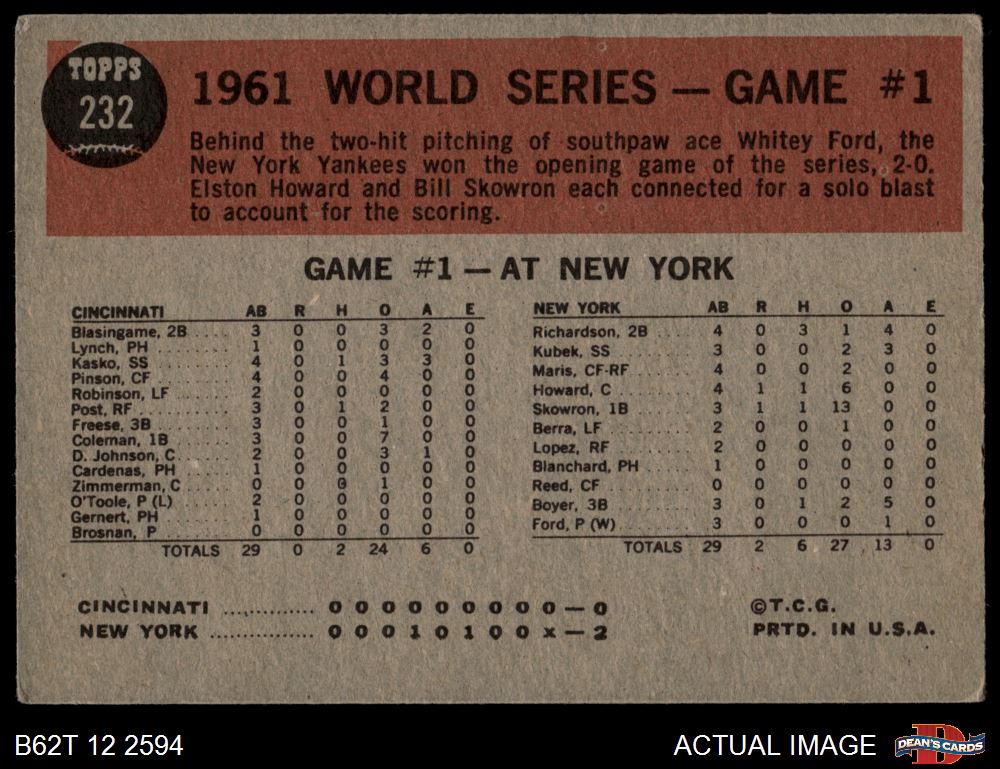 TOPPS
232
1961 WORLD SERIES — GAME #1
Behind the two-hit pitching of southpaw ace Whitey Ford, the
New York Yankees won the opening game of the series, 2-0.
Elston Howard and Bill Skowron each connected for a solo blast
to account for the scoring.
GAME #1 — AT NEW YORK
CINCINNATI AB R H O A E
Blasingame, 2B 3 0 0 3 2 0
Lynch, PH 1 0 0 0 0 0
Kasko, SS 4 0 1 3 3 0
Pinson, CF 4 0 0 4 0 0
Robinson, LF 2 0 0 0 0 0
Post, RF 3 0 1 2 0 0
Freese, 3B 3 0 0 1 0 0
Coleman, 1B 3 0 0 7 0 0
D. Johnson, C 2 0 0 3 1 0
Cardenas, PH 1 0 0 0 0 0
Zimmerman, C 0 0 0 1 0 0
O'Toole, P (L) 2 0 0 0 0 0
Gernert, PH 1 0 0 0 0 0
Brosnan, P 0 0 0 0 0 0
TOTALS 29 0 2 24 6 0
NEW YORK AB R H O A E
Richardson, 2B 4 0 3 1 4 0
Kubek, SS 3 0 0 2 3 0
Maris, CF-RF 4 0 0 2 0 0
Howard, C 4 1 1 6 0 0
Skowron, 1B 3 1 1 13 0 0
Berra, LF 2 0 0 1 0 0
Lopez, RF 2 0 0 0 0 0
Blanchard, PH 1 0 0 0 0 0
Reed, CF 0 0 0 0 0 0
Boyer, 3B 3 0 1 2 5 0
Ford, P (W) 3 0 0 0 1 0
TOTALS 29 2 6 27 13 0
CINCINNATI .............. 0 0 0 0 0 0 0 0 0 — 0
NEW YORK ............... 0 0 0 1 0 1 0 0 x — 2
©T.C.G.
PRTD. IN U.S.A.
B62T 12 2594
ACTUAL IMAGE
D
DEAN'S CARDS